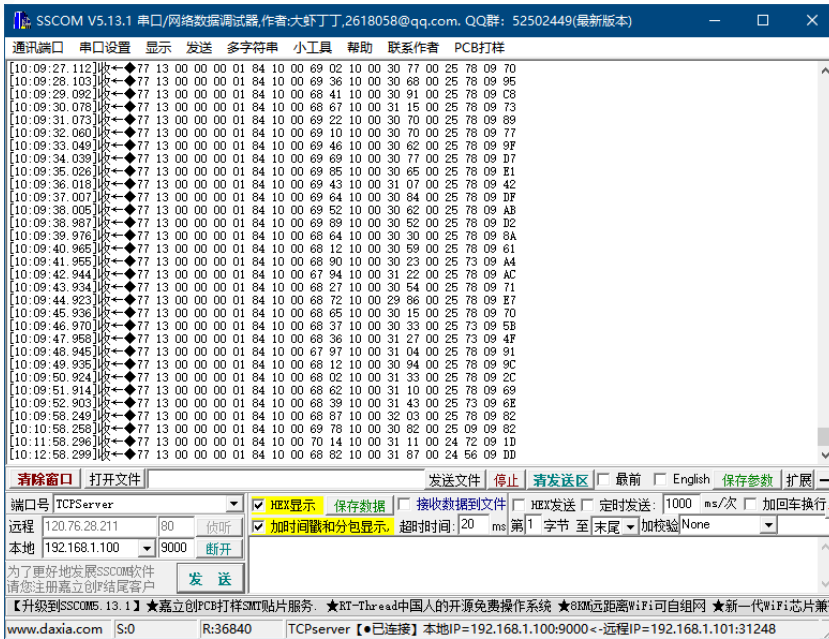 SSCOM V5.13.1 串口/网络数据调试器,作者:大虾丁丁,2618058@qq.com. QQ群: 52502449(最新版本)
通讯端口 串口设置 显示 发送 多字符串 小工具 帮助 联系作者 PCB打样
[10:09:27.112]收←◆77 13 00 00 00 01 84 10 00 69 02 10 00 30 77 00 25 78 09 70
[10:09:28.103]收←◆77 13 00 00 00 01 84 10 00 69 36 10 00 30 68 00 25 78 09 95
[10:09:29.092]收←◆77 13 00 00 00 01 84 10 00 68 41 10 00 30 91 00 25 78 09 C8
[10:09:30.078]收←◆77 13 00 00 00 01 84 10 00 68 67 10 00 31 15 00 25 78 09 73
[10:09:31.073]收←◆77 13 00 00 00 01 84 10 00 69 22 10 00 30 70 00 25 78 09 89
[10:09:32.060]收←◆77 13 00 00 00 01 84 10 00 69 10 10 00 30 70 00 25 78 09 77
[10:09:33.049]收←◆77 13 00 00 00 01 84 10 00 69 46 10 00 30 62 00 25 78 09 9F
[10:09:34.039]收←◆77 13 00 00 00 01 84 10 00 69 69 10 00 30 77 00 25 78 09 D7
[10:09:35.026]收←◆77 13 00 00 00 01 84 10 00 69 85 10 00 30 65 00 25 78 09 E1
[10:09:36.018]收←◆77 13 00 00 00 01 84 10 00 69 43 10 00 31 07 00 25 78 09 42
[10:09:37.007]收←◆77 13 00 00 00 01 84 10 00 69 64 10 00 30 84 00 25 78 09 DF
[10:09:38.005]收←◆77 13 00 00 00 01 84 10 00 69 52 10 00 30 62 00 25 78 09 AB
[10:09:38.987]收←◆77 13 00 00 00 01 84 10 00 69 89 10 00 30 52 00 25 78 09 D2
[10:09:39.976]收←◆77 13 00 00 00 01 84 10 00 68 64 10 00 30 30 00 25 78 09 8A
[10:09:40.965]收←◆77 13 00 00 00 01 84 10 00 68 12 10 00 30 59 00 25 78 09 61
[10:09:41.955]收←◆77 13 00 00 00 01 84 10 00 68 90 10 00 30 23 00 25 73 09 A4
[10:09:42.944]收←◆77 13 00 00 00 01 84 10 00 67 94 10 00 31 22 00 25 78 09 AC
[10:09:43.934]收←◆77 13 00 00 00 01 84 10 00 68 27 10 00 30 54 00 25 78 09 71
[10:09:44.923]收←◆77 13 00 00 00 01 84 10 00 68 72 10 00 29 86 00 25 78 09 E7
[10:09:45.936]收←◆77 13 00 00 00 01 84 10 00 68 65 10 00 30 15 00 25 78 09 70
[10:09:46.970]收←◆77 13 00 00 00 01 84 10 00 68 37 10 00 30 33 00 25 73 09 5B
[10:09:47.958]收←◆77 13 00 00 00 01 84 10 00 68 36 10 00 31 27 00 25 73 09 4F
[10:09:48.945]收←◆77 13 00 00 00 01 84 10 00 67 97 10 00 31 04 00 25 78 09 91
[10:09:49.935]收←◆77 13 00 00 00 01 84 10 00 68 12 10 00 30 94 00 25 78 09 9C
[10:09:50.924]收←◆77 13 00 00 00 01 84 10 00 68 02 10 00 31 33 00 25 78 09 2C
[10:09:51.914]收←◆77 13 00 00 00 01 84 10 00 68 62 10 00 31 10 00 25 78 09 69
[10:09:52.903]收←◆77 13 00 00 00 01 84 10 00 68 39 10 00 31 43 00 25 73 09 6E
[10:09:58.249]收←◆77 13 00 00 00 01 84 10 00 68 87 10 00 32 03 00 25 78 09 82
[10:10:58.258]收←◆77 13 00 00 00 01 84 10 00 69 78 10 00 30 82 00 25 09 09 82
[10:11:58.296]收←◆77 13 00 00 00 01 84 10 00 70 14 10 00 31 11 00 24 72 09 1D
[10:12:58.299]收←◆77 13 00 00 00 01 84 10 00 68 82 10 00 31 87 00 24 56 09 DD
清除窗口 打开文件 发送文件 停止 清发送区 最前 English 保存参数 扩展 —
端口号 TCPServer HEX显示 保存数据 接收数据到文件 HEX发送 定时发送: 1000 ms/次 加回车换行
远程 120.76.28.211 80 侦听 加时间戳和分包显示, 超时时间: 20 ms 第1 字节 至 末尾 加校验None
本地 192.168.1.100 9000 断开
为了更好地发展SSCOM软件
请您注册嘉立创F结尾客户
发 送
【升级到SSCOM5.13.1】★嘉立创PCB打样SMT贴片服务. ★RT-Thread中国人的开源免费操作系统 ★8KM远距离WiFi可自组网 ★新一代WiFi芯片兼
www.daxia.com S:0 R:36840 TCPserver【●已连接】本地IP=192.168.1.100:9000<-远程IP=192.168.1.101:31248